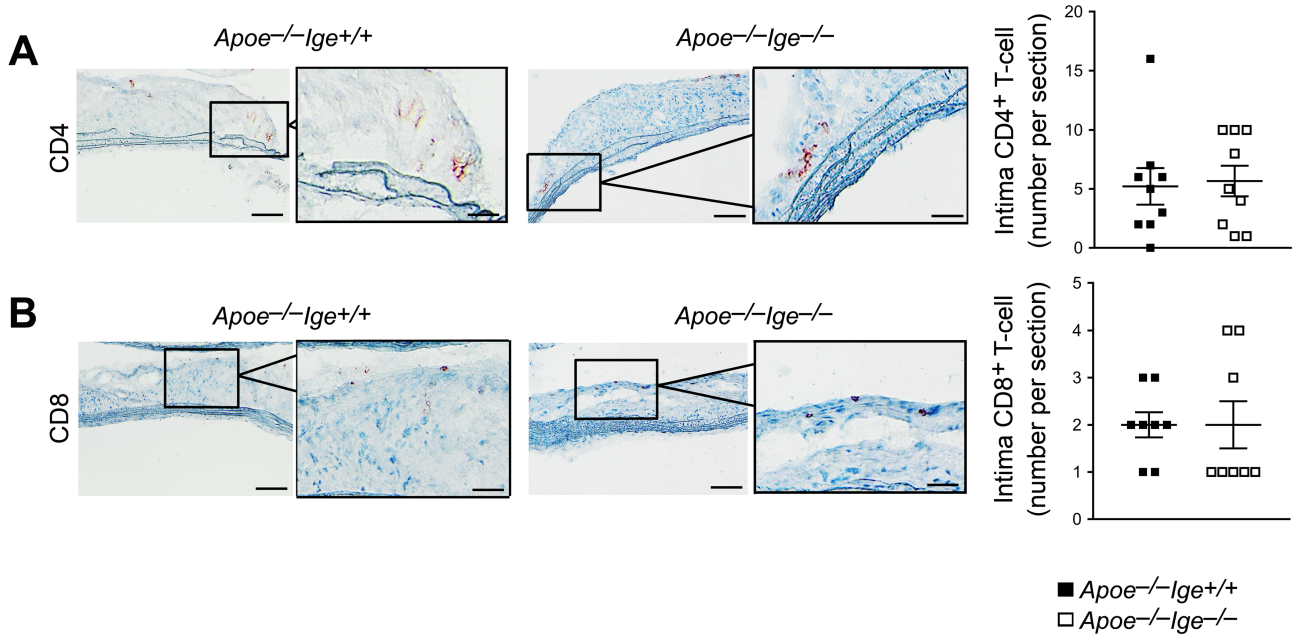 A
Apoe–/–Ige+/+
Apoe–/–Ige–/–
CD4
Intima CD4+ T-cell
(number per section)
20
15
10
5
0
B
Apoe–/–Ige+/+
Apoe–/–Ige–/–
CD8
Intima CD8+ T-cell
(number per section)
5
4
3
2
1
0
■ Apoe–/–Ige+/+
□ Apoe–/–Ige–/–